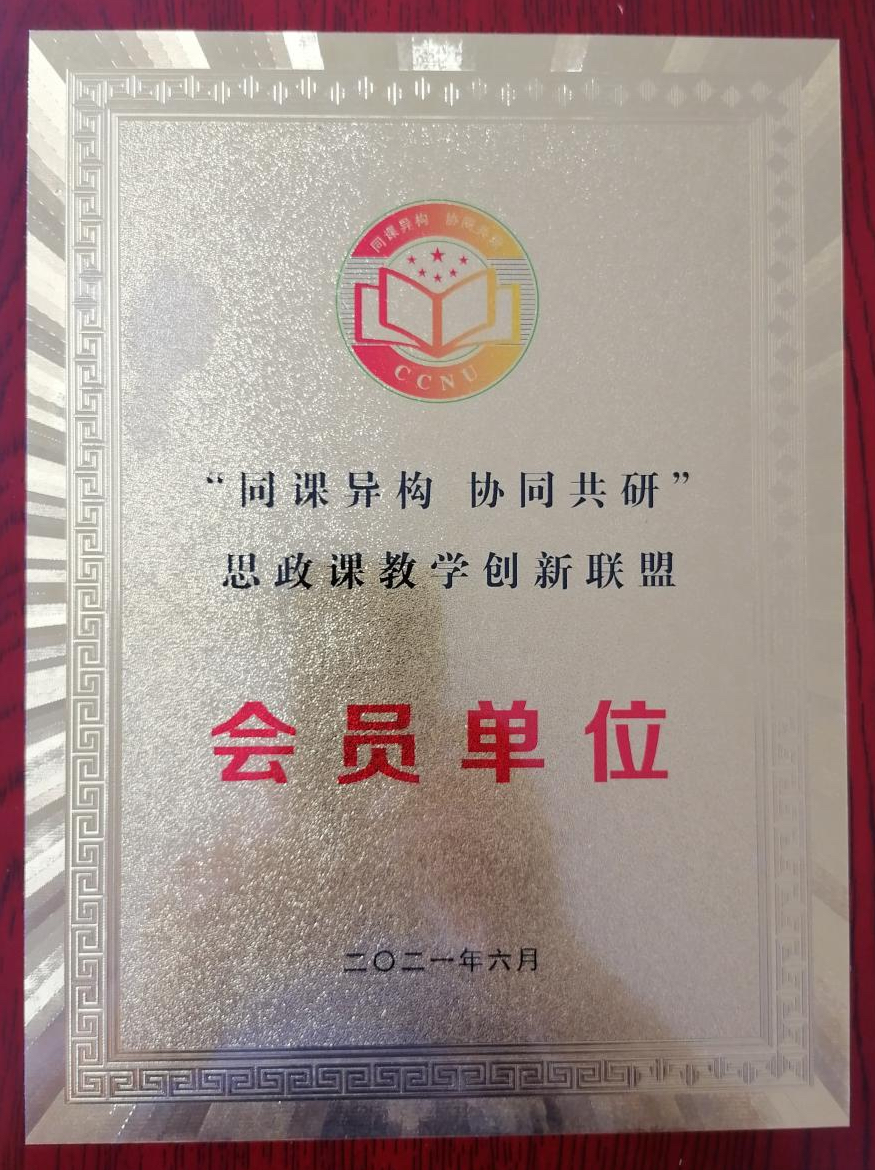 同课异构 协同共研
CCNU
“同课异构 协同共研”
思政课教学创新联盟
会员单位
二〇二一年六月